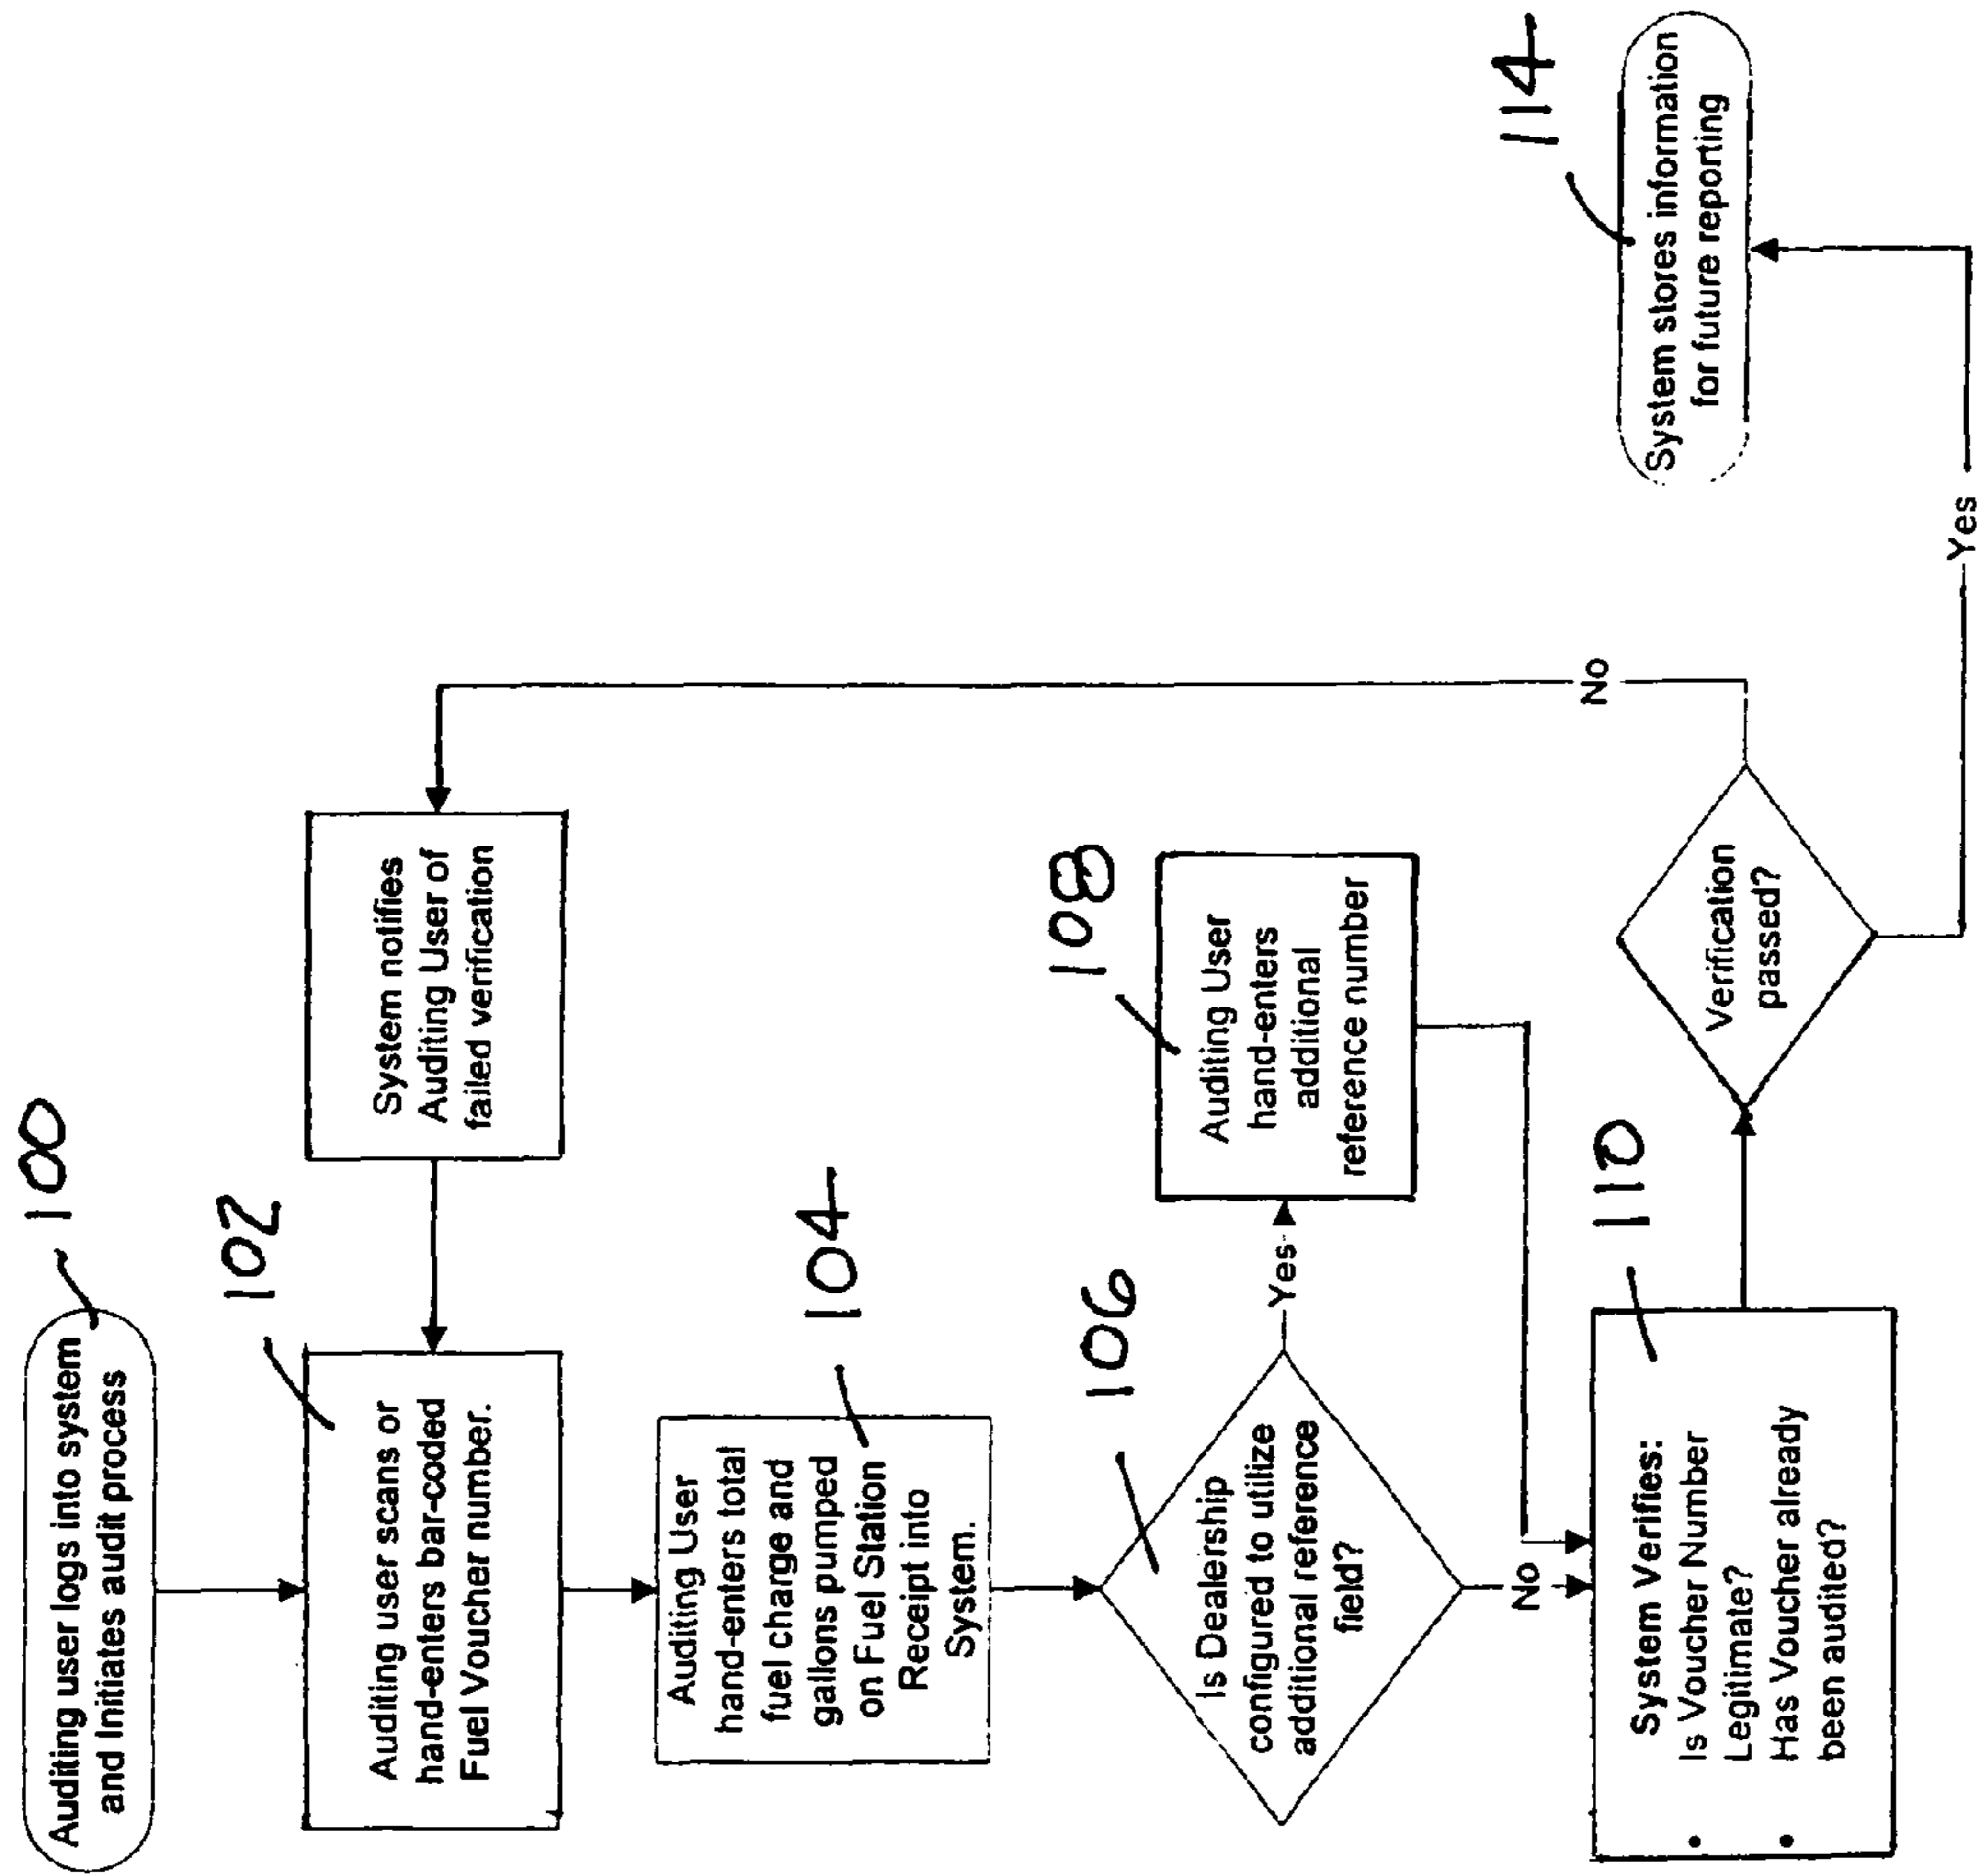 100
Auditing user logs into system
and Initiates audit process
102
Auditing user scans or
hand-enters bar-coded
Fuel Voucher number.
System notifies
Auditing User of
failed verification
104
Auditing User
hand-enters total
fuel charge and
gallons pumped
on Fuel Station
Receipt into
System.
106
Is Dealership
configured to utilize
additional reference
field?
Yes
108
Auditing User
hand-enters
additional
reference number
No
110
System Verifies:
• Is Voucher Number
Legitimate?
• Has Voucher already
been audited?
Verification
passed?
No
Yes
114
System stores information
for future reporting